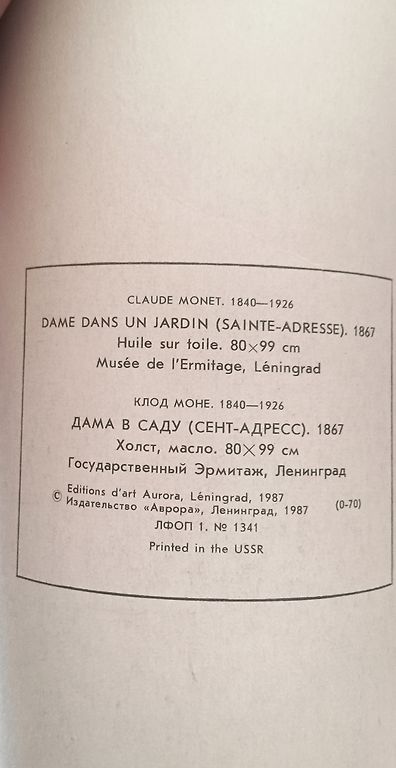 CLAUDE MONET. 1840—1926
DAME DANS UN JARDIN (SAINTE-ADRESSE). 1867
Huile sur toile. 80×99 cm
Musée de l'Ermitage, Léningrad
КЛОД МОНЕ. 1840—1926
ДАМА В САДУ (СЕНТ-АДРЕСС). 1867
Холст, масло. 80×99 см
Государственный Эрмитаж, Ленинград
© Editions d'art Aurora, Léningrad, 1987
Издательство «Аврора», Ленинград, 1987 (0-70)
ЛФОП 1. № 1341
Printed in the USSR